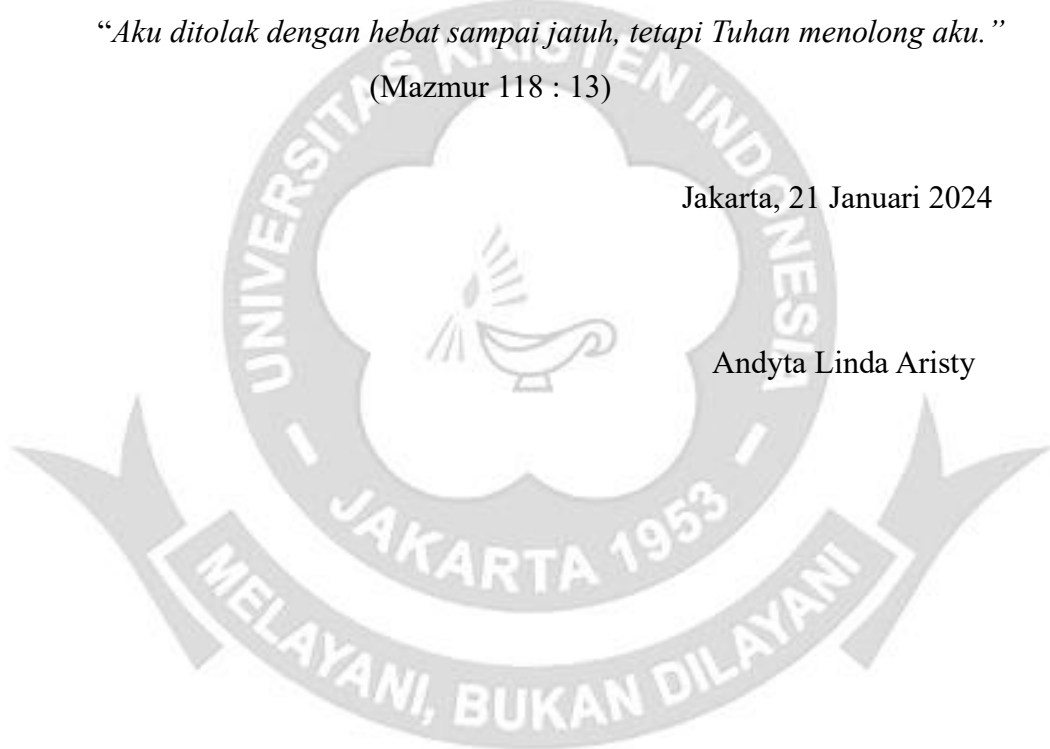 “Aku ditolak dengan hebat sampai jatuh, tetapi Tuhan menolong aku.”
(Mazmur 118 : 13)
Jakarta, 21 Januari 2024
Andyta Linda Aristy
UNIVERSITAS KRISTEN INDONESIA
JAKARTA 1953
MELAYANI, BUKAN DILAYANI